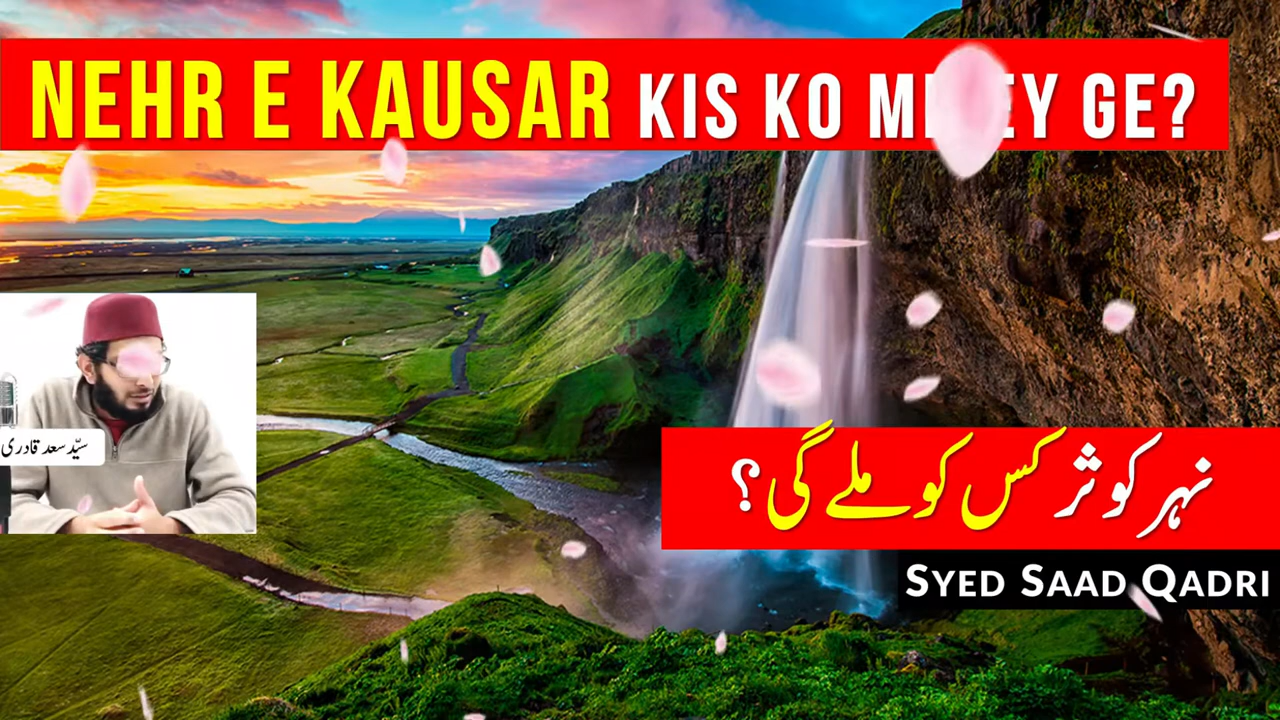 NEHR E KAUSAR KIS KO GE?
سیّد سعد قادری
نہر کوثر کس کو ملے گی؟
SYED SAAD QADRI